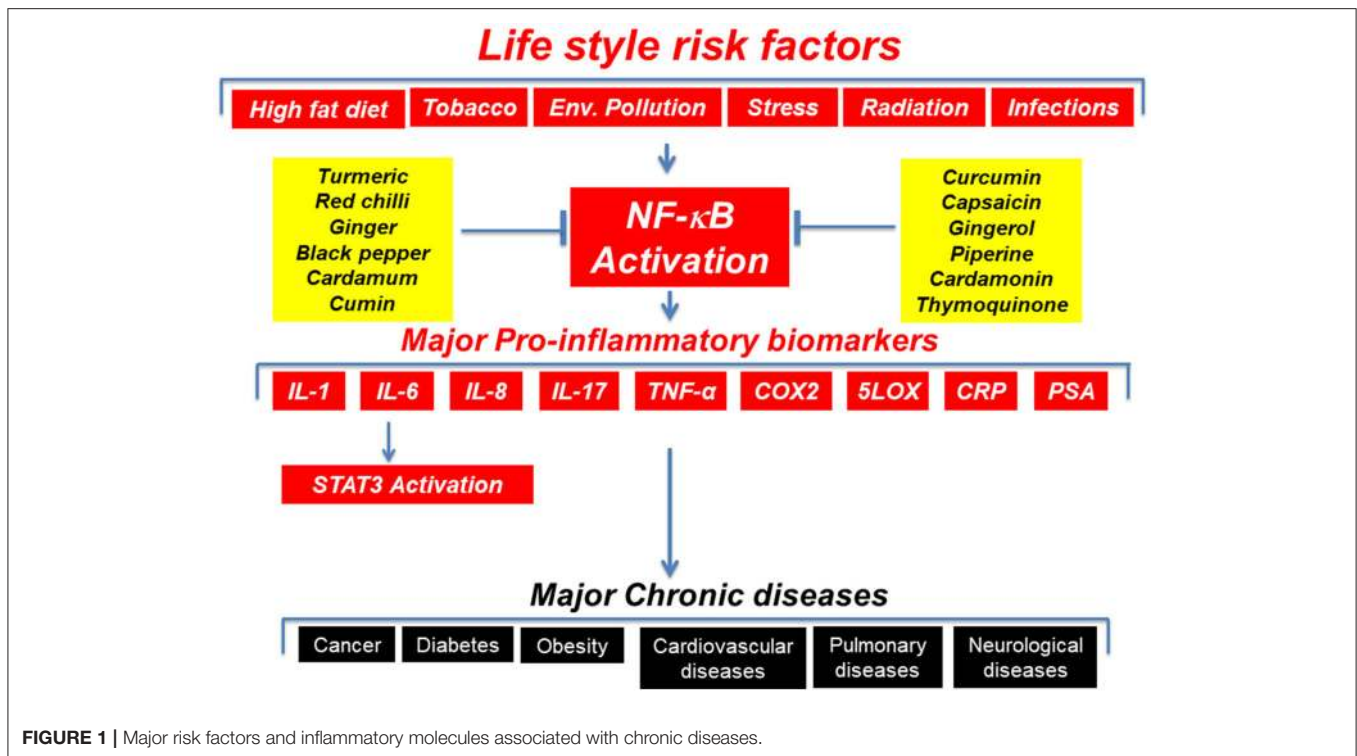 Life style risk factors
High fat diet Tobacco Env. Pollution Stress Radiation Infections
Turmeric
Red chilli
Ginger
Black pepper
Cardamum
Cumin
NF-κB
Activation
Curcumin
Capsaicin
Gingerol
Piperine
Cardamonin
Thymoquinone
Major Pro-inflammatory biomarkers
IL-1 IL-6 IL-8 IL-17 TNF-α COX2 5LOX CRP PSA
STAT3 Activation
Major Chronic diseases
Cancer Diabetes Obesity
Cardiovascular
diseases
Pulmonary
diseases
Neurological
diseases
FIGURE 1 | Major risk factors and inflammatory molecules associated with chronic diseases.